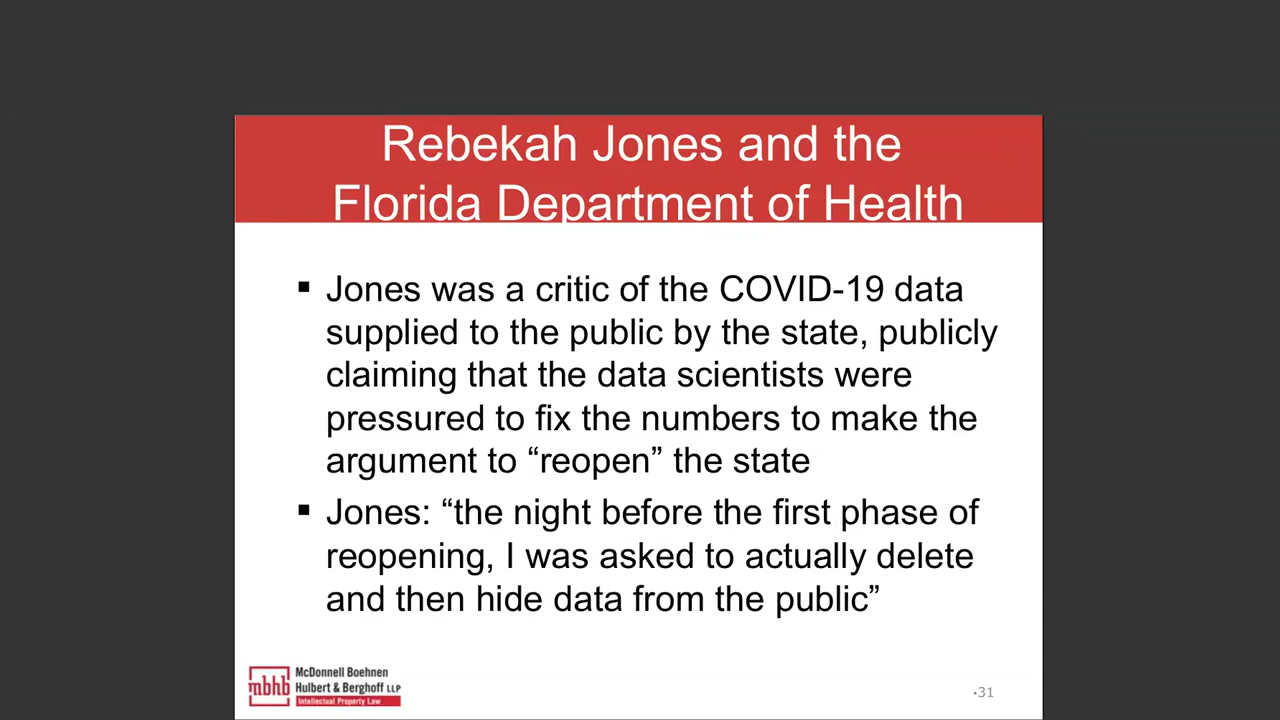 Rebekah Jones and the
Florida Department of Health
▪ Jones was a critic of the COVID-19 data
supplied to the public by the state, publicly
claiming that the data scientists were
pressured to fix the numbers to make the
argument to “reopen” the state
▪ Jones: “the night before the first phase of
reopening, I was asked to actually delete
and then hide data from the public”
mbhb
McDonnell Boehnen
Hulbert & Berghoff LLP
Intellectual Property Law
•31